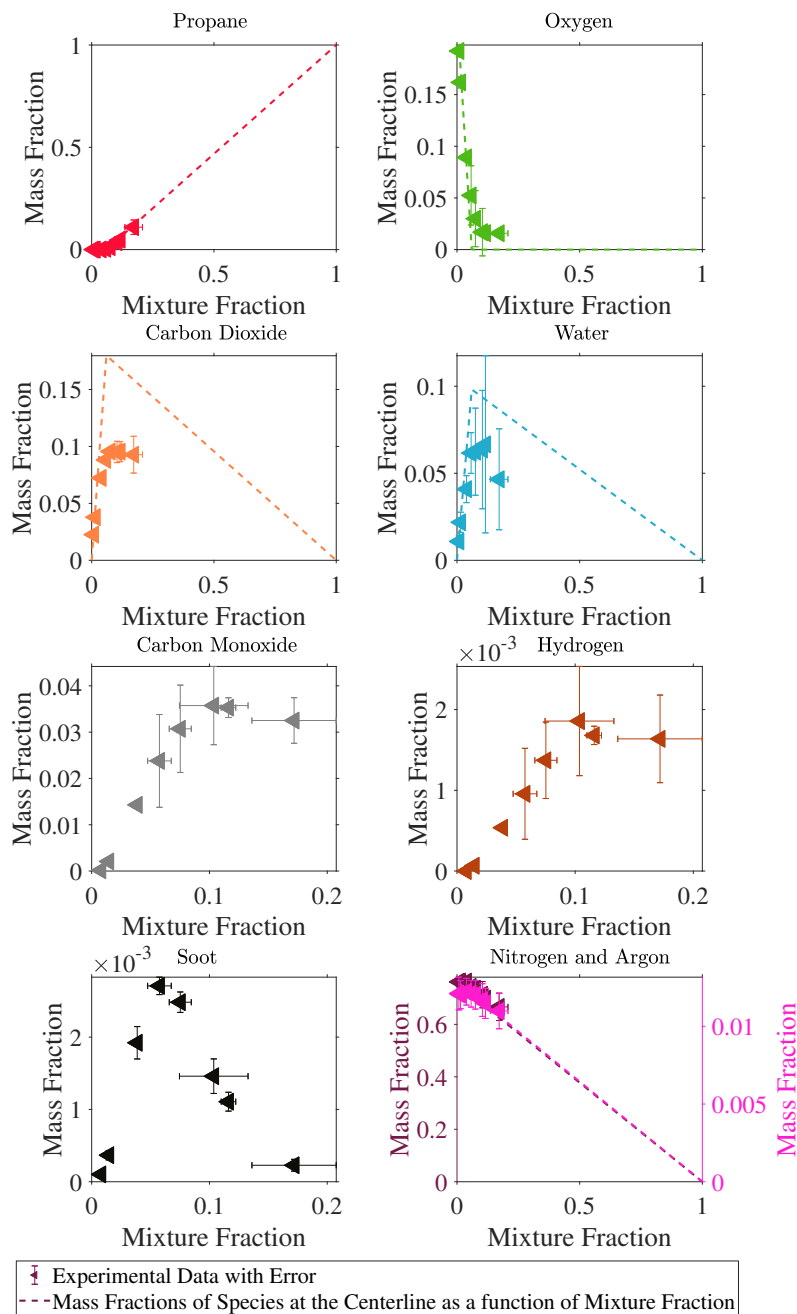 Propane
Oxygen
1
0.5
0
Mass Fraction
0
0.5
1
Mixture Fraction
0.15
0.1
0.05
0
Mass Fraction
0
0.5
1
Mixture Fraction
Carbon Dioxide
Water
0.15
0.1
0.05
0
Mass Fraction
0
0.5
1
Mixture Fraction
0.1
0.05
0
Mass Fraction
0
0.5
1
Mixture Fraction
Carbon Monoxide
Hydrogen
0.04
0.03
0.02
0.01
0
Mass Fraction
0
0.1
0.2
Mixture Fraction
×10⁻³
2
1
0
Mass Fraction
0
0.1
0.2
Mixture Fraction
Soot
Nitrogen and Argon
×10⁻³
2
1
0
Mass Fraction
0
0.1
0.2
Mixture Fraction
0.6
0.4
0.2
0
Mass Fraction
0
0.5
1
Mixture Fraction
0.01
0.005
0
Mass Fraction
Experimental Data with Error
Mass Fractions of Species at the Centerline as a function of Mixture Fraction